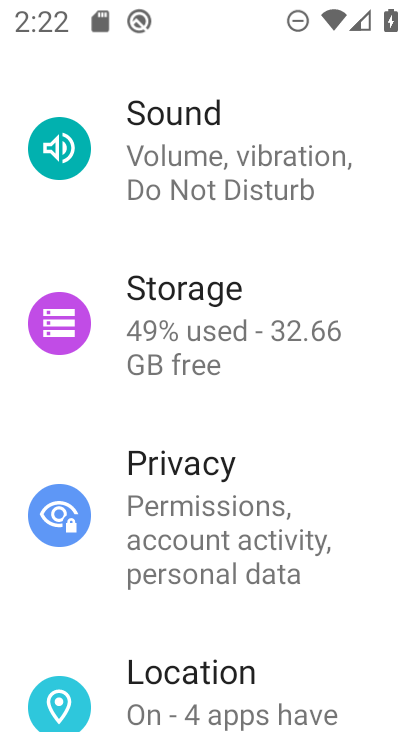 2:22
Sound
Volume, vibration,
Do Not Disturb
Storage
49% used - 32.66
GB free
Privacy
Permissions,
account activity,
personal data
Location
On - 4 apps have